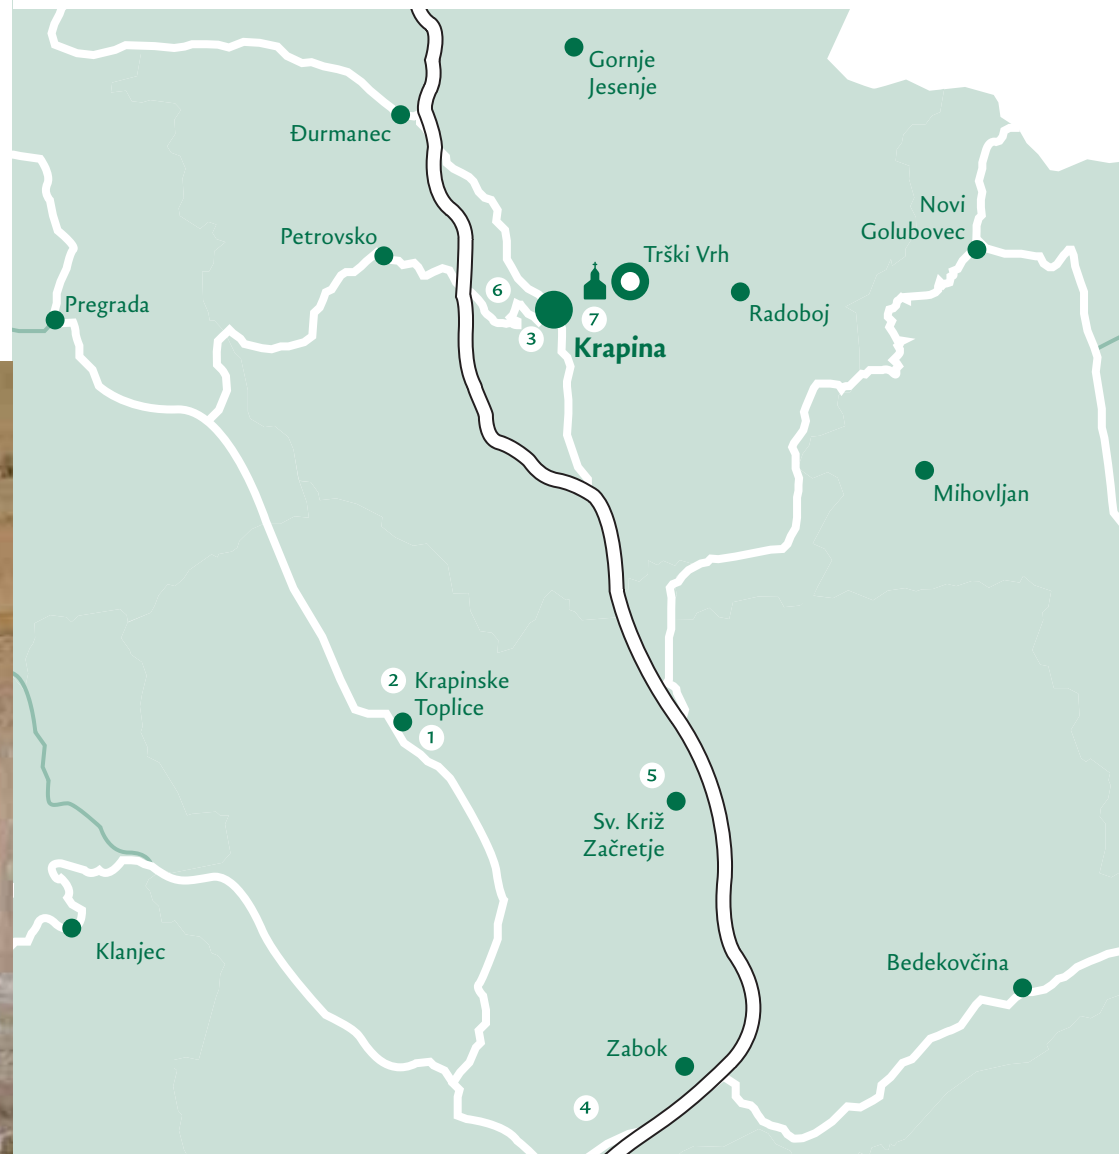 Gornje
Jesenje
Đurmanec
Novi
Golubovec
Petrovsko
Trški Vrh
6
Pregrada
Radoboj
7
3
Krapina
Mihovljan
2
Krapinske
Toplice
1
5
Sv. Križ
Začretje
Klanjec
Bedekovčina
Zabok
4